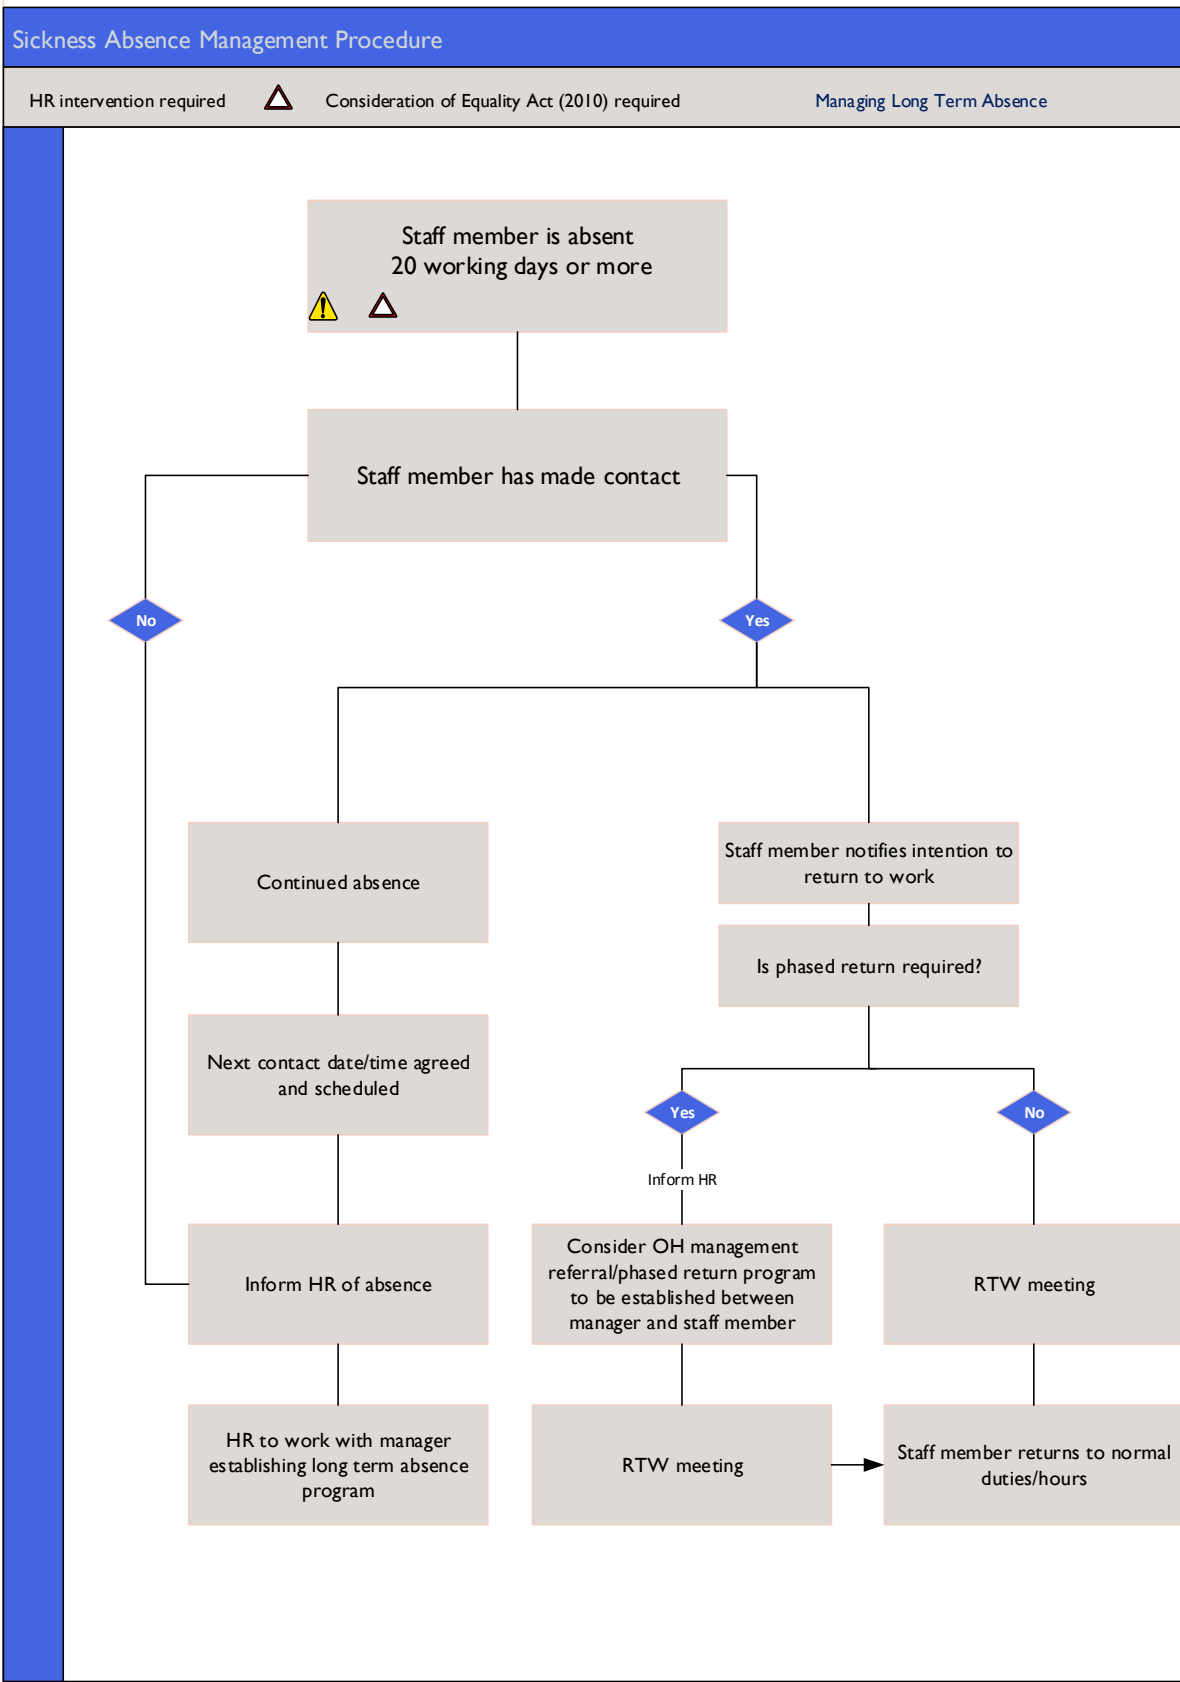 Sickness Absence Management Procedure
HR intervention required
Consideration of Equality Act (2010) required
Managing Long Term Absence
Staff member is absent
20 working days or more
Staff member has made contact
No
Yes
Continued absence
Staff member notifies intention to
return to work
Is phased return required?
Next contact date/time agreed
and scheduled
Yes
No
Inform HR
Inform HR of absence
Consider OH management
referral/phased return program
to be established between
manager and staff member
RTW meeting
HR to work with manager
establishing long term absence
program
RTW meeting
Staff member returns to normal
duties/hours